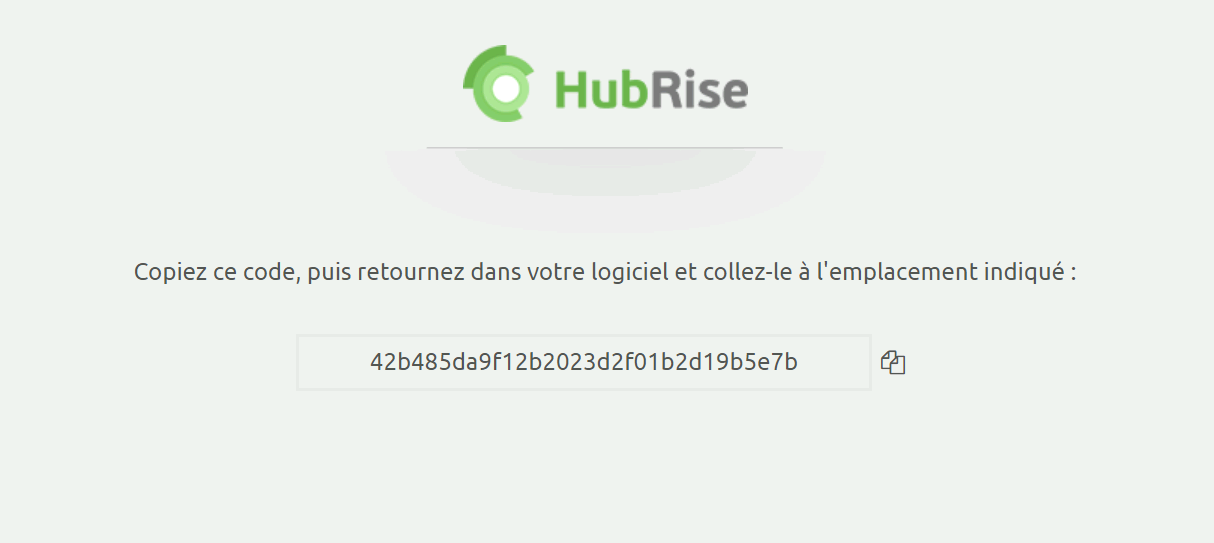 HubRise
Copiez ce code, puis retournez dans votre logiciel et collez-le à l'emplacement indiqué :
42b485da9f12b2023d2f01b2d19b5e7b